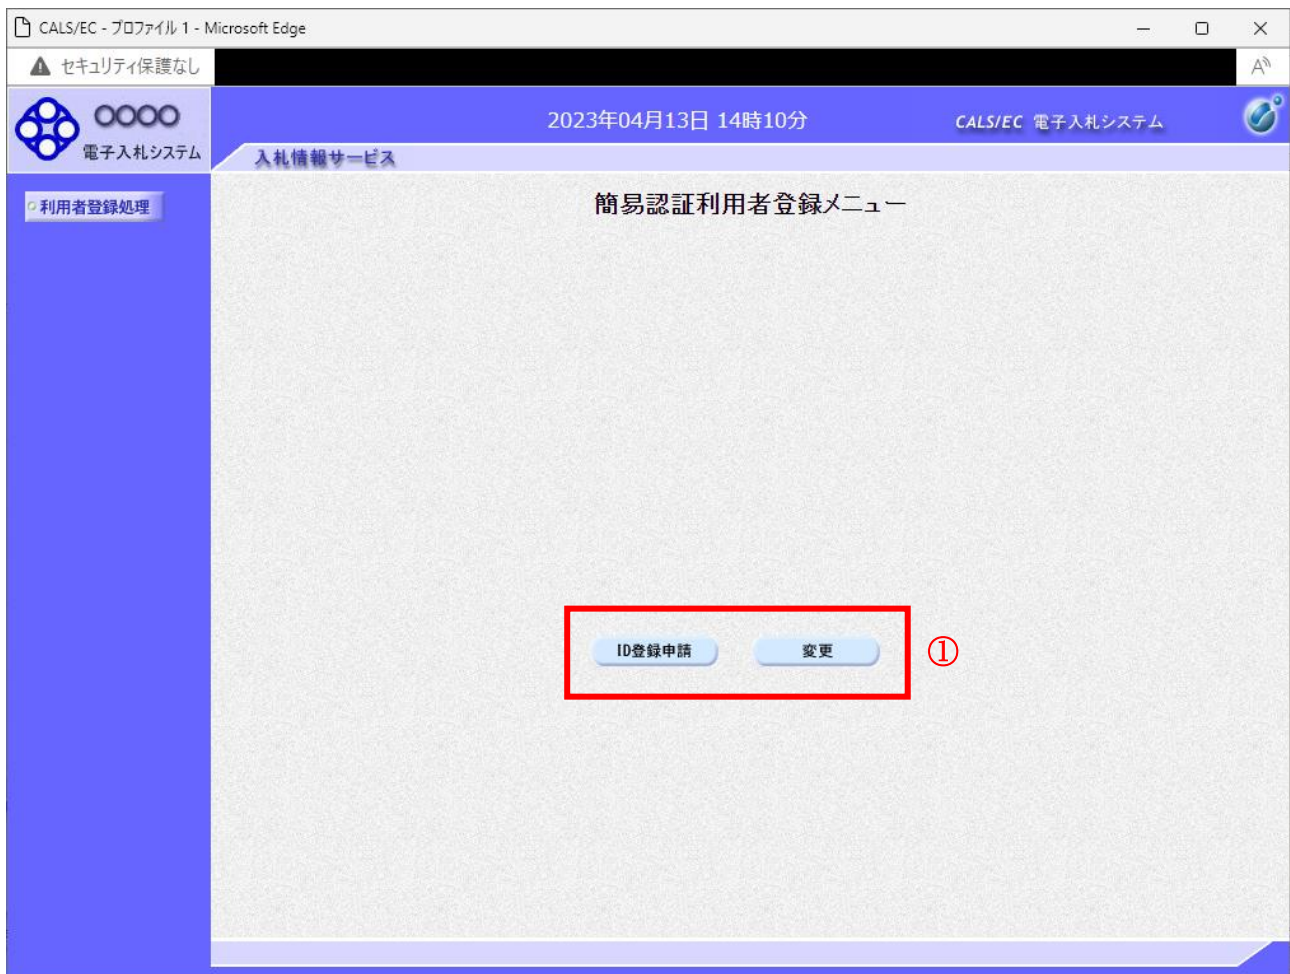 CALS/EC - プロファイル 1 - Microsoft Edge
セキュリティ保護なし
○○○○
電子入札システム
2023年04月13日 14時10分
CALS/EC 電子入札システム
入札情報サービス
利用者登録処理
簡易認証利用者登録メニュー
ID登録申請 変更 ①